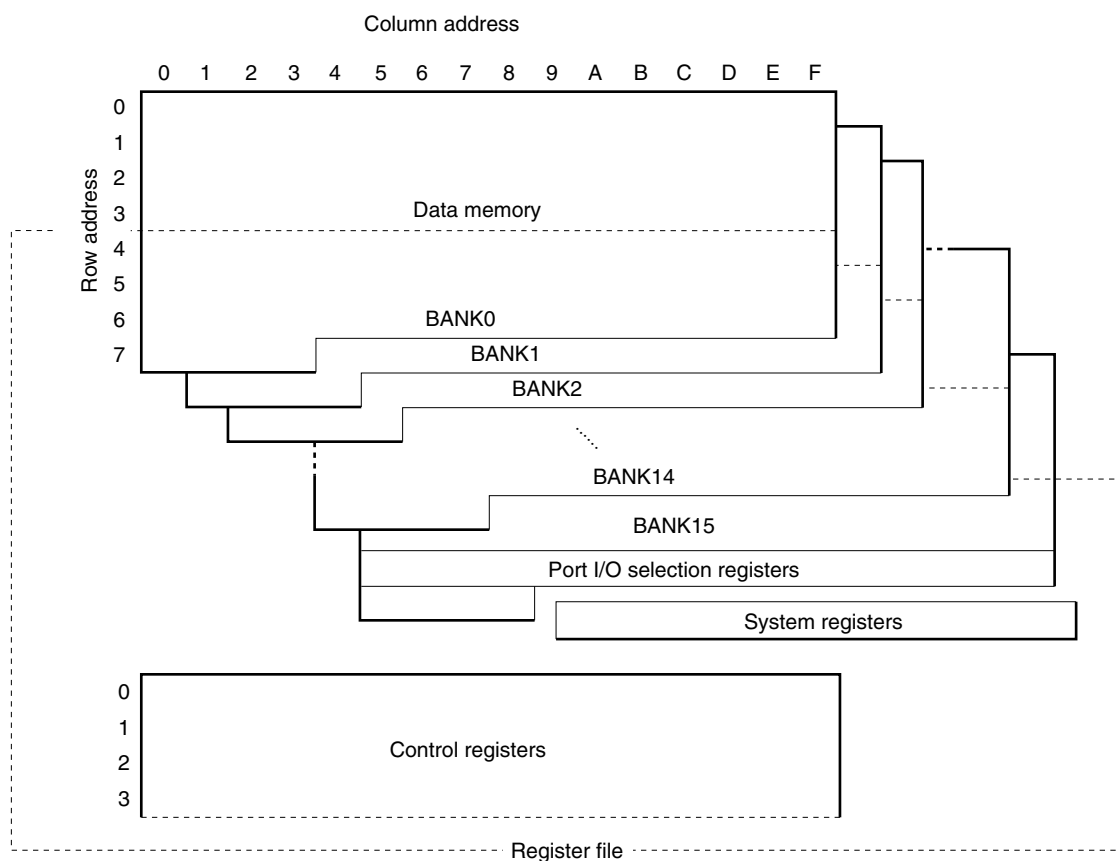 Column address
0 1 2 3 4 5 6 7 8 9 A B C D E F
Row address
0
1
2
3
4
5
6
7
Data memory
BANK0
BANK1
BANK2
BANK14
BANK15
Port I/O selection registers
System registers
0
1
2
3
Control registers
Register file